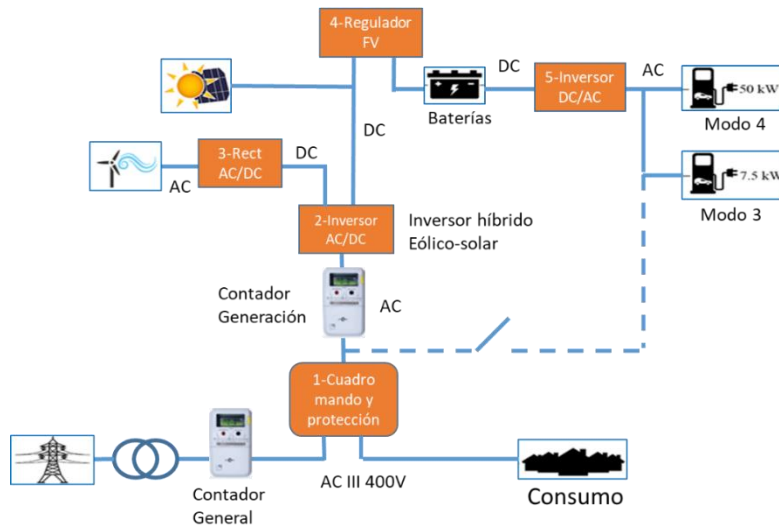 4-Regulador
FV
DC
5-Inversor
DC/AC
AC
50 kW
Modo 4
Baterías
DC
3-Rect
AC/DC
DC
AC
7.5 kW
Modo 3
2-Inversor
AC/DC
Inversor híbrido
Eólico-solar
Contador
Generación
AC
1-Cuadro
mando y
protección
AC III 400V
Contador
General
Consumo